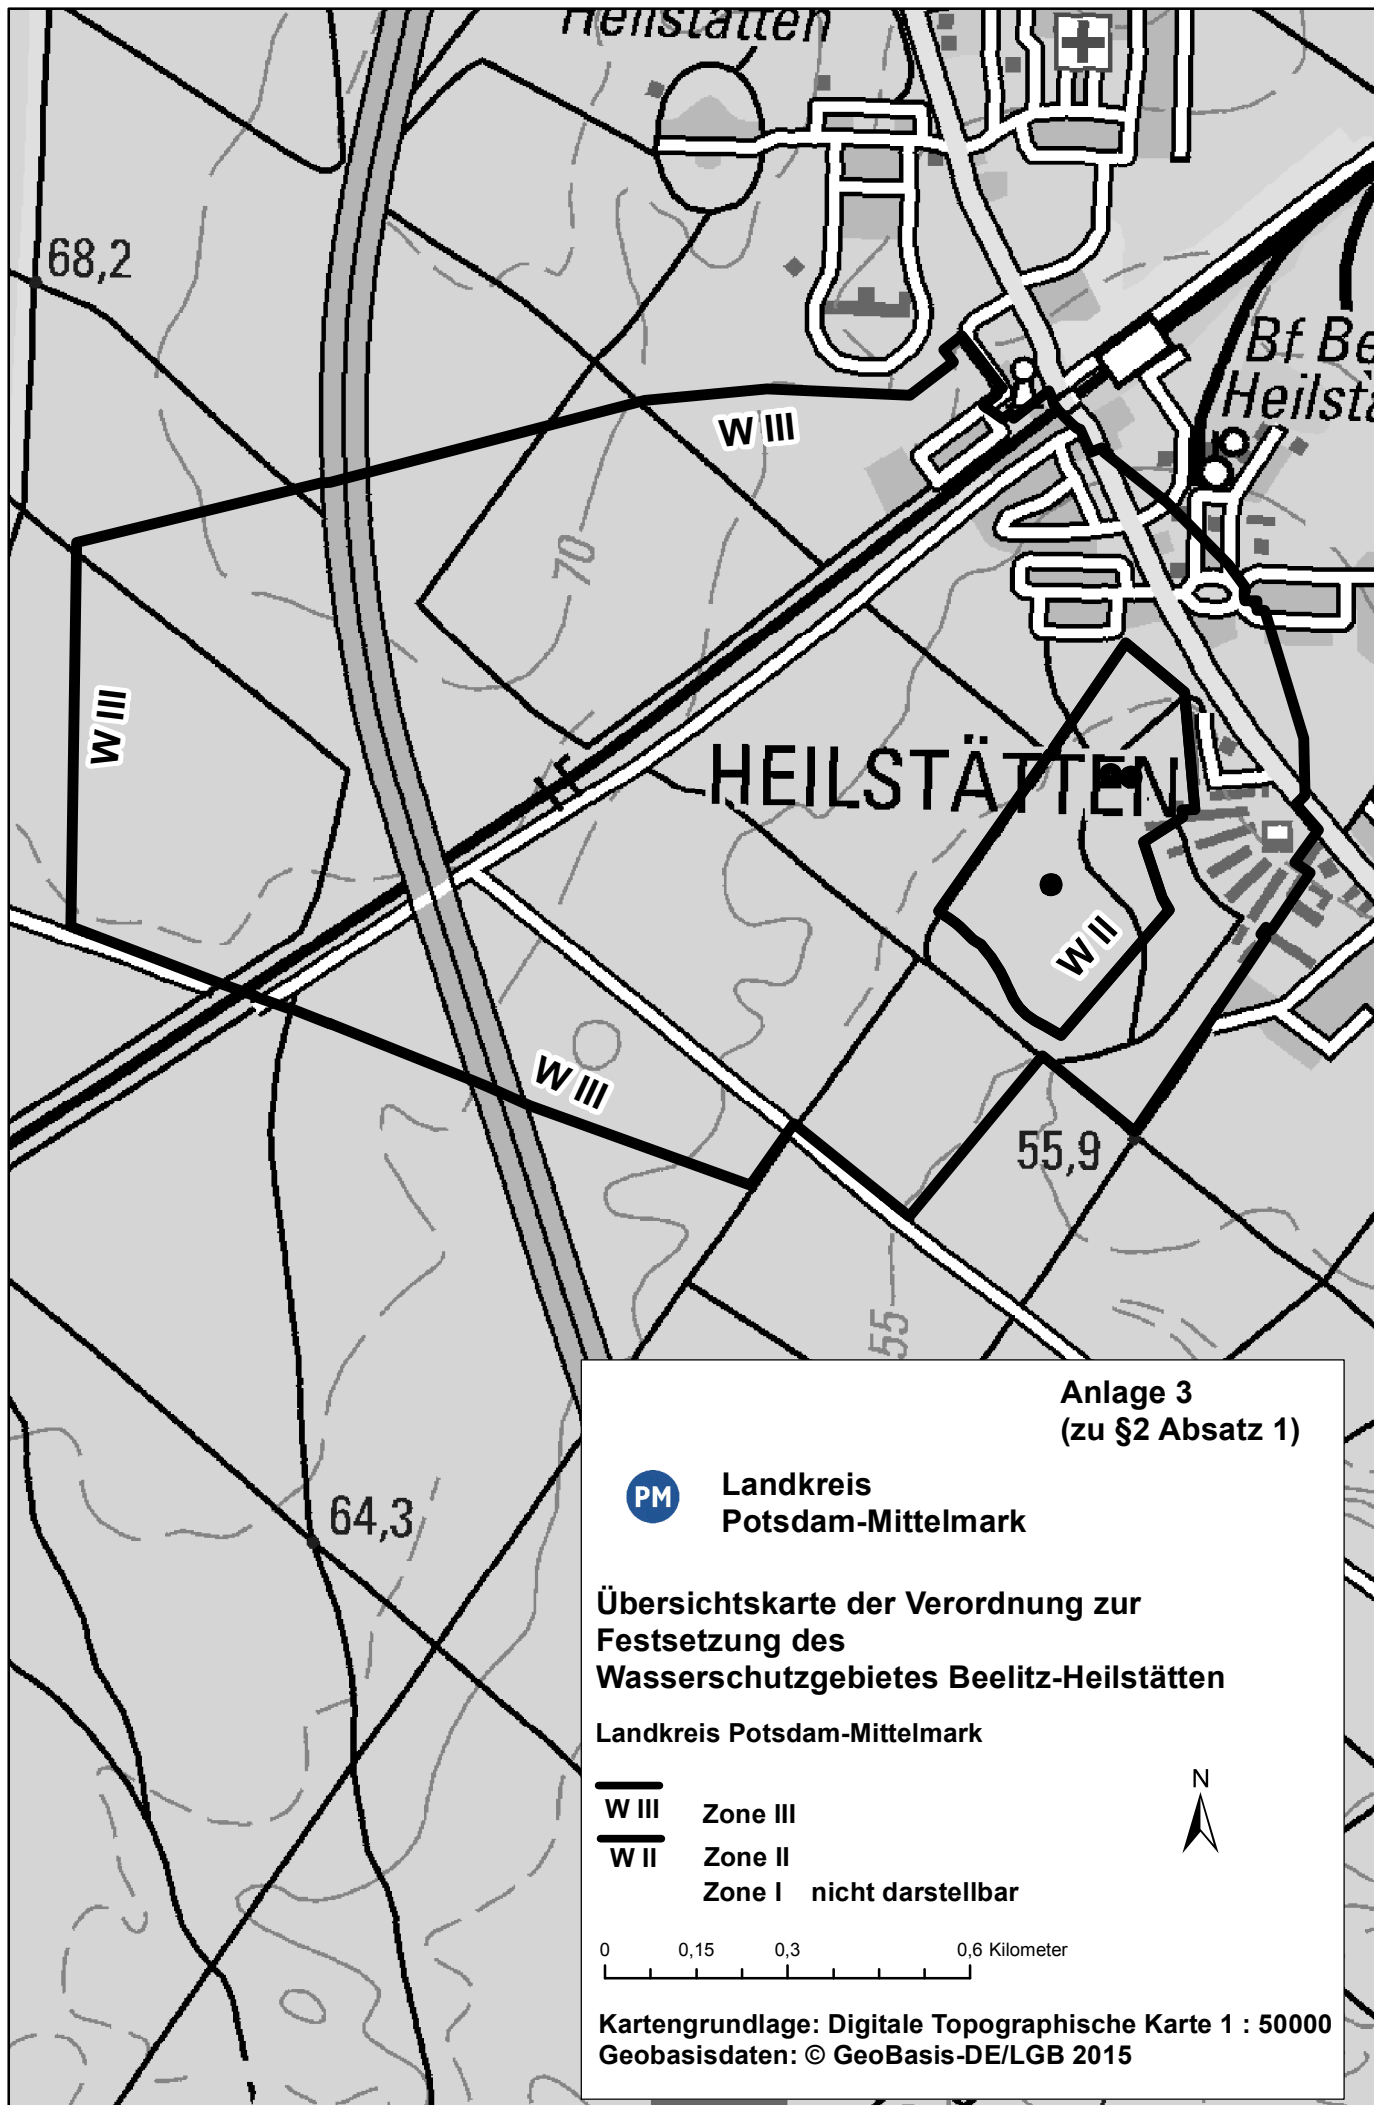 Heilstätten
68,2
Bf Be
Heilst
W III
70
W III
HEILSTÄTTEN
W II
W III
55,9
55
64,3
Anlage 3
(zu §2 Absatz 1)
PM
Landkreis
Potsdam-Mittelmark
Übersichtskarte der Verordnung zur
Festsetzung des
Wasserschutzgebietes Beelitz-Heilstätten
Landkreis Potsdam-Mittelmark
W III Zone III
W II Zone II
Zone I nicht darstellbar
N
0 0,15 0,3 0,6 Kilometer
Kartengrundlage: Digitale Topographische Karte 1 : 50000
Geobasisdaten: © GeoBasis-DE/LGB 2015